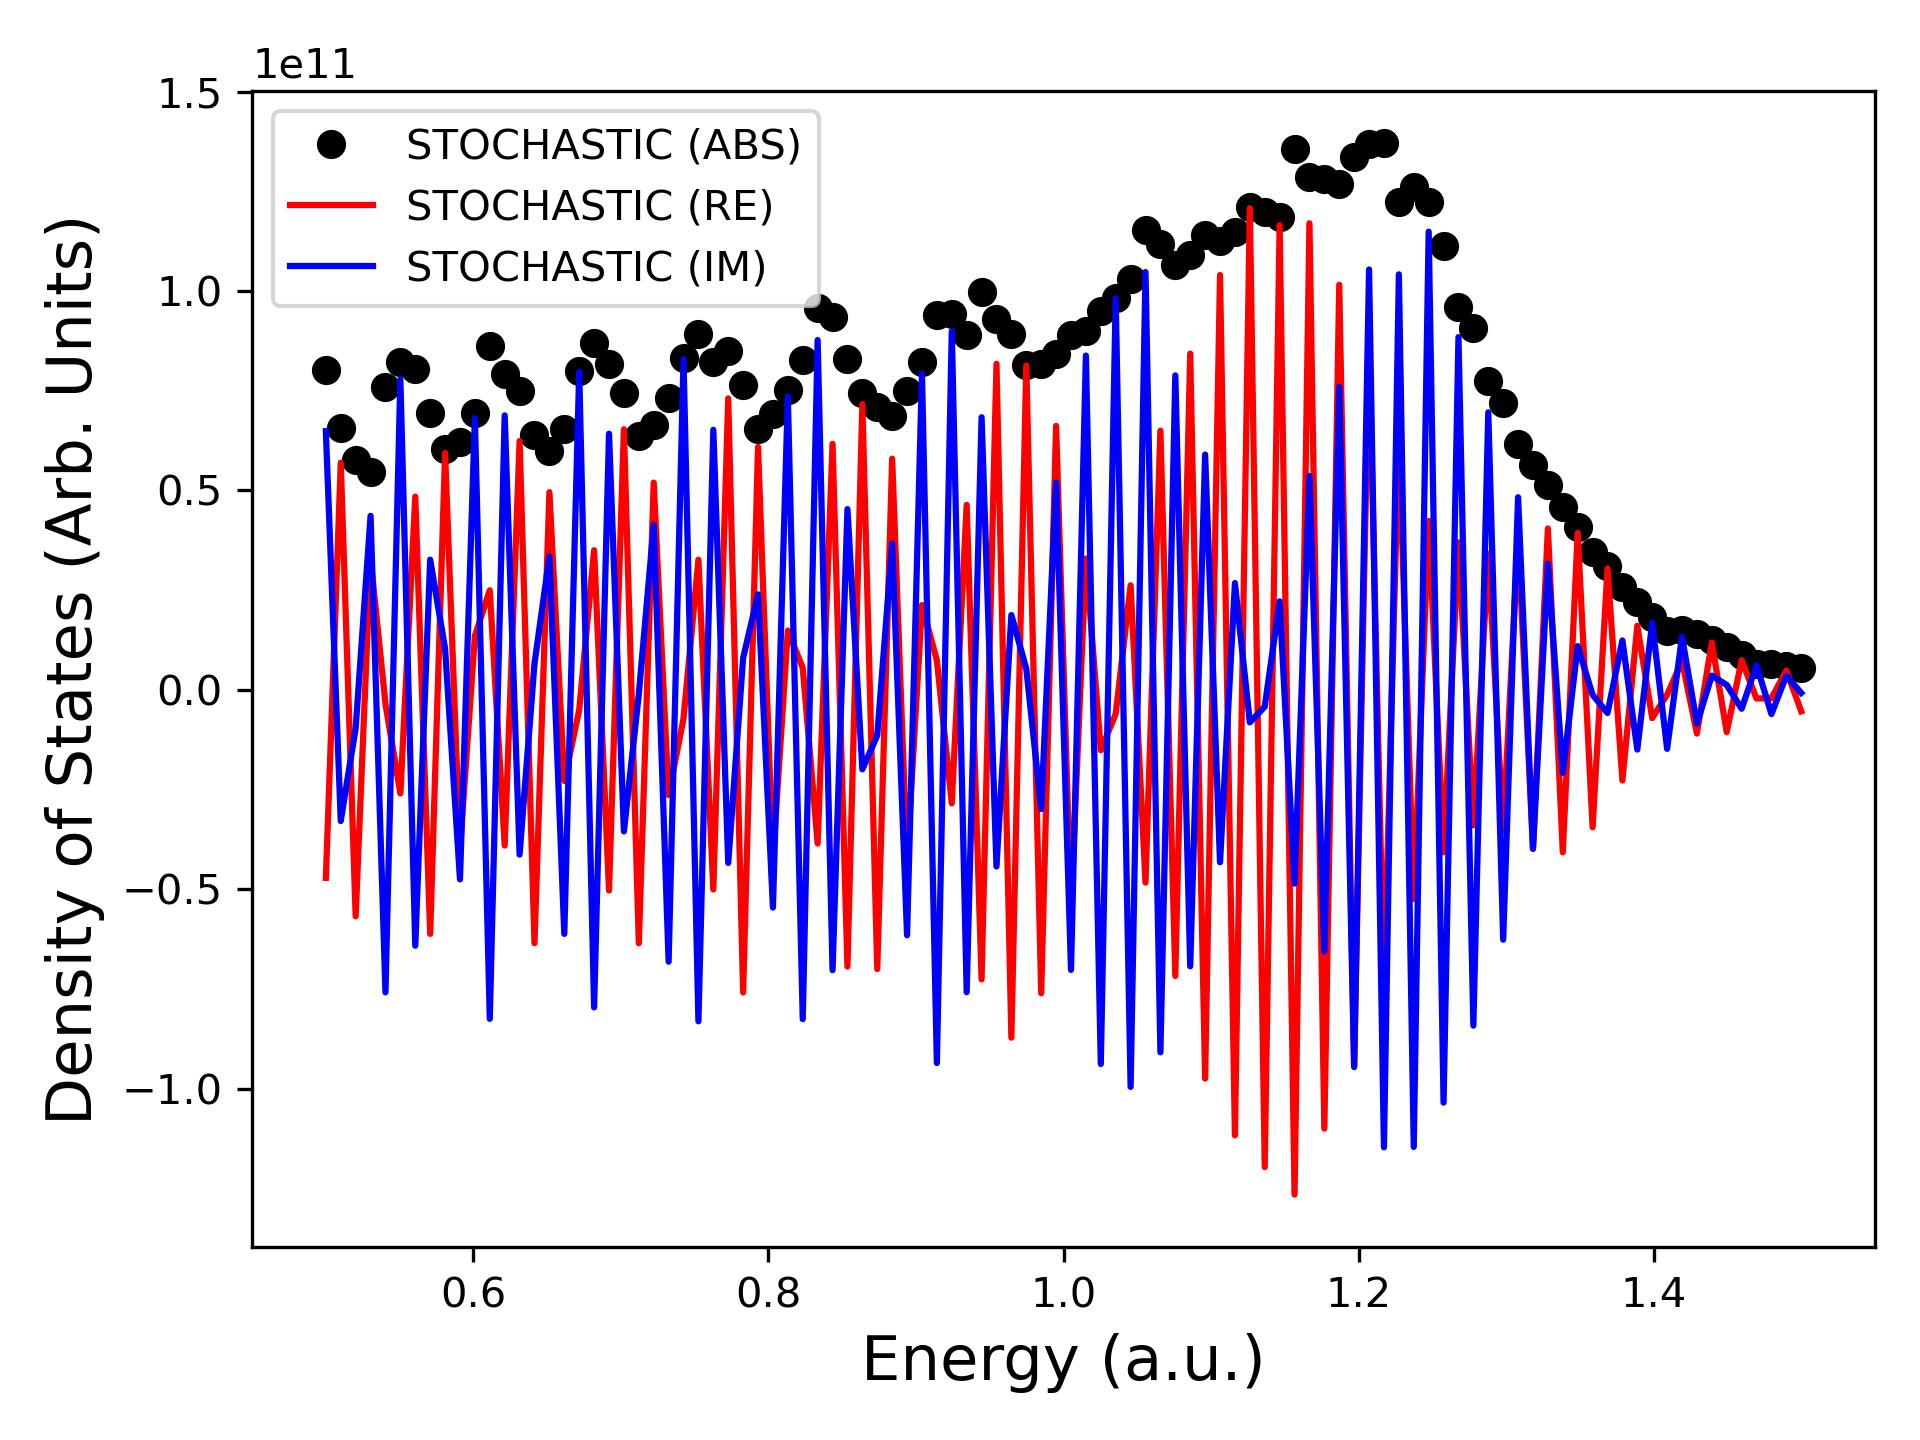 1e11
1.5
1.0
0.5
0.0
−0.5
−1.0
Density of States (Arb. Units)
STOCHASTIC (ABS)
STOCHASTIC (RE)
STOCHASTIC (IM)
0.6 0.8 1.0 1.2 1.4
Energy (a.u.)